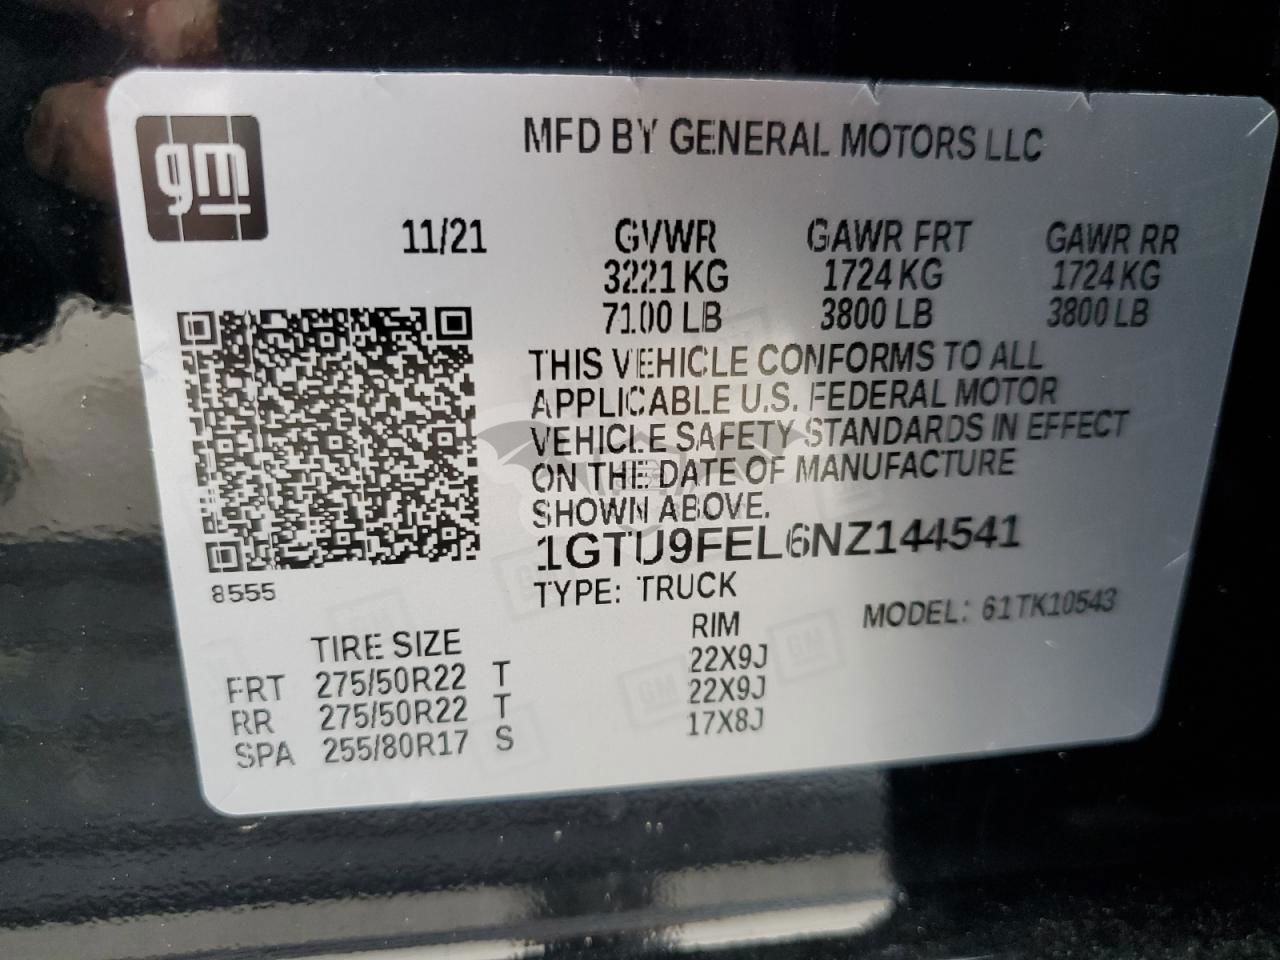 gm
MFD BY GENERAL MOTORS LLC
11/21 GVWR GAWR FRT GAWR RR
3221 KG 1724 KG 1724 KG
7100 LB 3800 LB 3800 LB
THIS VEHICLE CONFORMS TO ALL
APPLICABLE U.S. FEDERAL MOTOR
VEHICLE SAFETY STANDARDS IN EFFECT
ON THE DATE OF MANUFACTURE
SHOWN ABOVE.
1GTU9FEL6NZ144541
8555 TYPE: TRUCK MODEL: 61TK10543
TIRE SIZE RIM
FRT 275/50R22 T 22X9J
RR 275/50R22 T 22X9J
SPA 255/80R17 S 17X8J
GM
GM